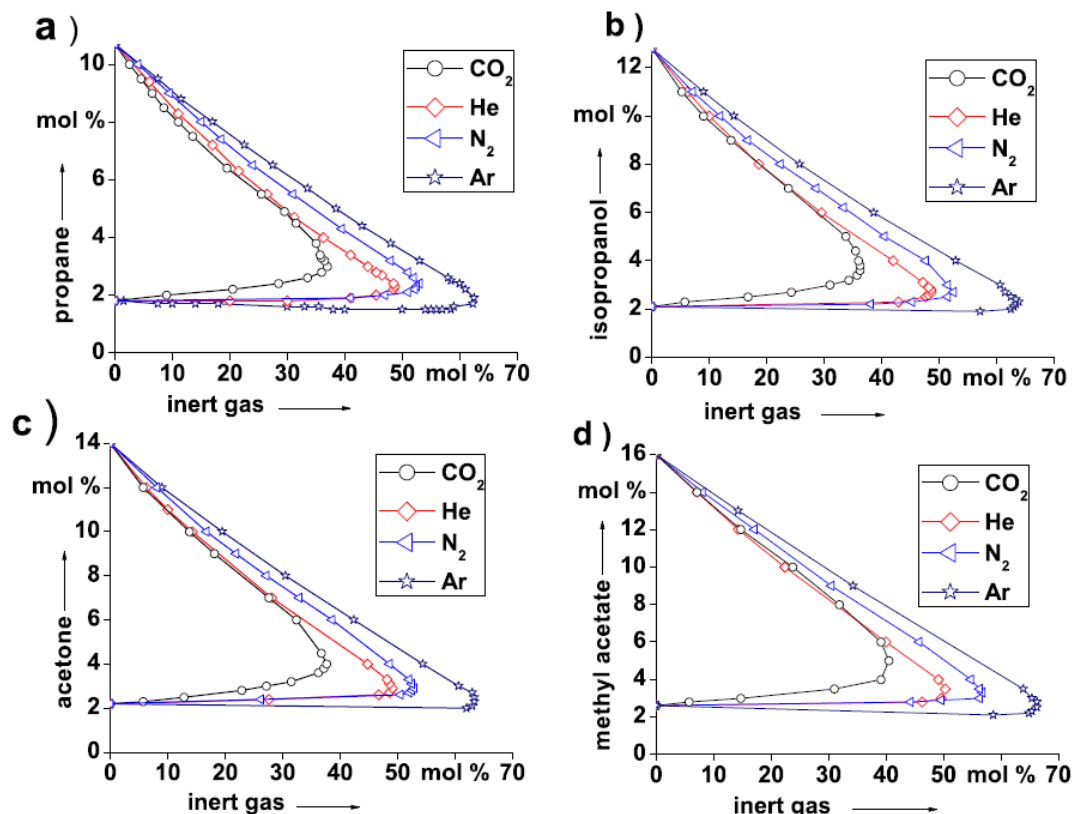 a)
mol %
propane
10
8
6
4
2
0
0 10 20 30 40 50 mol % 70
inert gas
CO₂
He
N₂
Ar
b)
mol %
isopropanol
12
10
8
6
4
2
0
0 10 20 30 40 50 mol % 70
inert gas
CO₂
He
N₂
Ar
c)
mol %
acetone
14
10
8
6
4
2
0
0 10 20 30 40 50 mol % 70
inert gas
CO₂
He
N₂
Ar
d)
mol %
methyl acetate
16
12
10
8
6
4
2
0
0 10 20 30 40 50 mol % 70
inert gas
CO₂
He
N₂
Ar